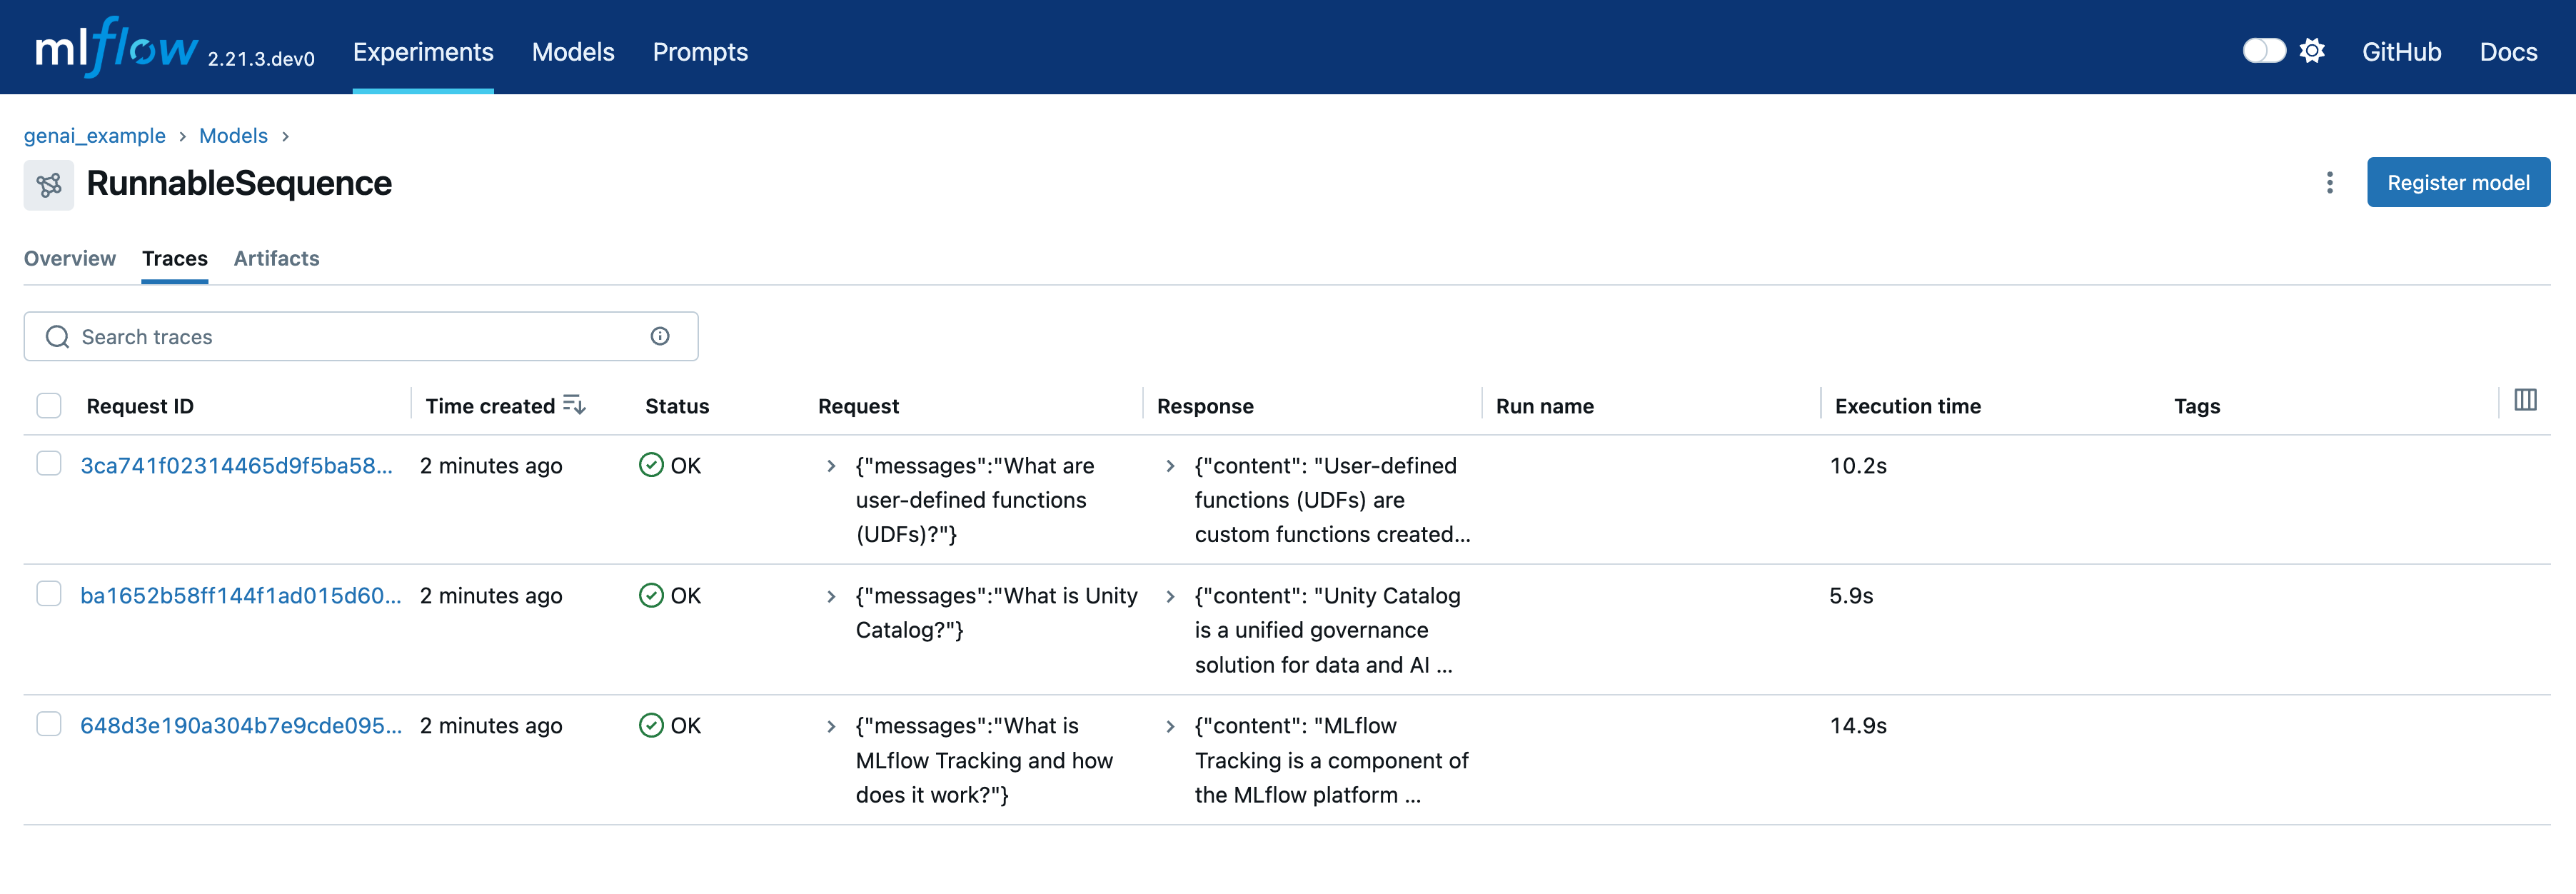 mlflow 2.21.3.dev0 Experiments Models Prompts GitHub Docs
genai_example > Models >
RunnableSequence
Register model
Overview Traces Artifacts
Search traces
Request ID Time created Status Request Response Run name Execution time Tags
3ca741f02314465d9f5ba58... 2 minutes ago OK {"messages":"What are {"content": "User-defined 10.2s
user-defined functions functions (UDFs) are
(UDFs)?"} custom functions created...
ba1652b58ff144f1ad015d60... 2 minutes ago OK {"messages":"What is Unity {"content": "Unity Catalog 5.9s
Catalog?"} is a unified governance
solution for data and AI ...
648d3e190a304b7e9cde095... 2 minutes ago OK {"messages":"What is {"content": "MLflow 14.9s
MLflow Tracking and how Tracking is a component of
does it work?"} the MLflow platform ...